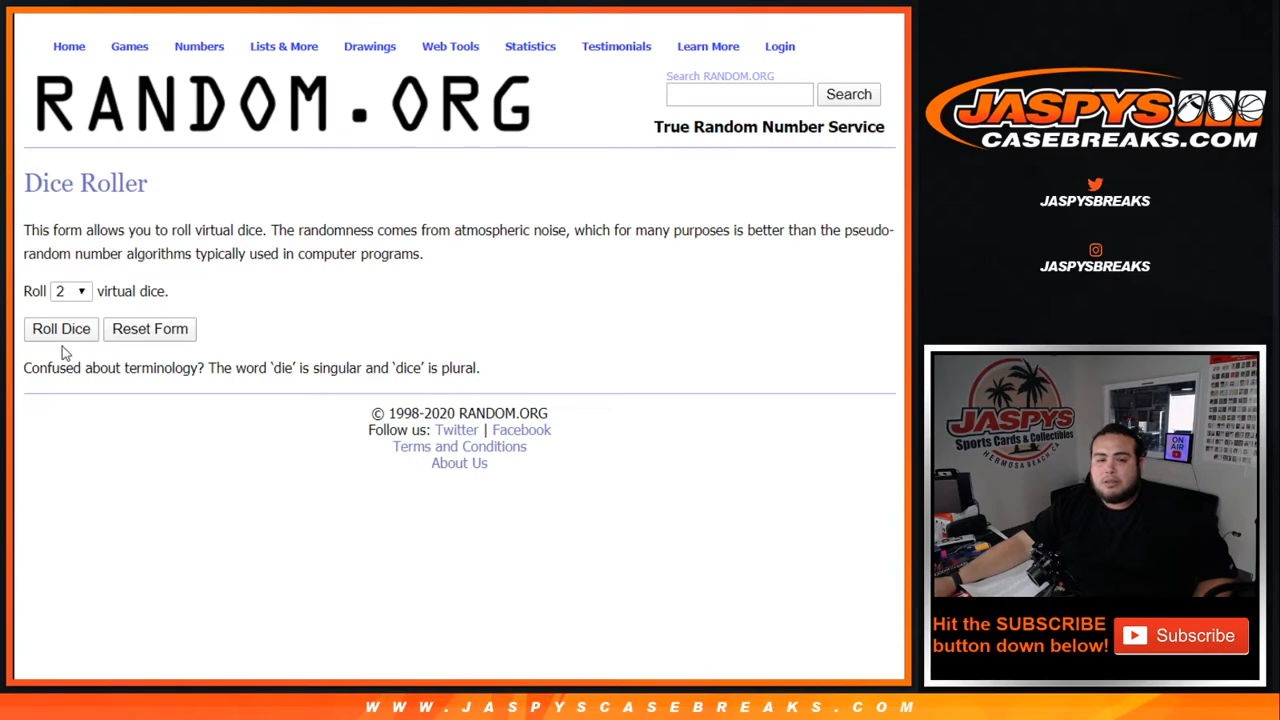 Home Games Numbers Lists & More Drawings Web Tools Statistics Testimonials Learn More Login
RANDOM.ORG
Search RANDOM.ORG
Search
True Random Number Service
Dice Roller
This form allows you to roll virtual dice. The randomness comes from atmospheric noise, which for many purposes is better than the pseudo-
random number algorithms typically used in computer programs.
Roll 2 virtual dice.
Roll Dice Reset Form
Confused about terminology? The word ‘die’ is singular and ‘dice’ is plural.
© 1998-2020 RANDOM.ORG
Follow us: Twitter | Facebook
Terms and Conditions
About Us
JASPYS
CASEBREAKS.COM
JASPYSBREAKS
JASPYSBREAKS
JASPYS
Sports Cards & Collectibles
HERMOSA BEACH, CA
ON
AIR
Hit the SUBSCRIBE
button down below!
Subscribe
WWW.JASPYSCASEBREAKS.COM